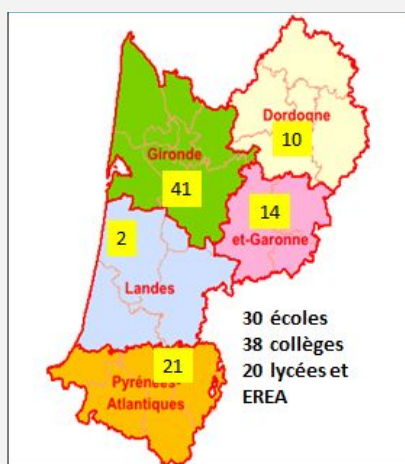 Dordogne
10
Gironde
41
14
et-Garonne
2
Landes
30 écoles
38 collèges
20 lycées et
EREA
21
Pyrénées-
Atlantiques